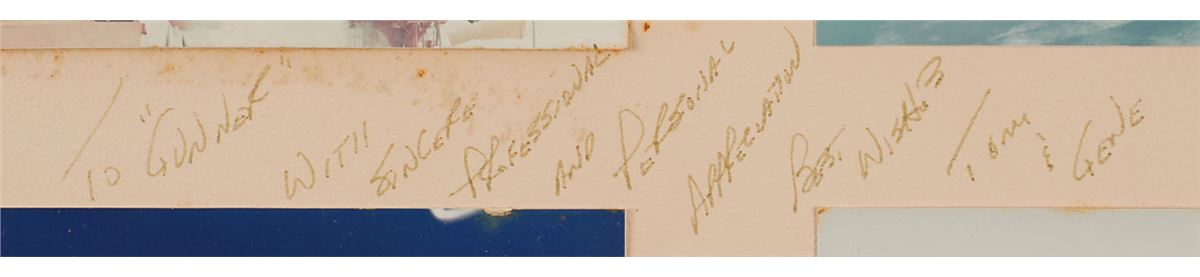 TO "GUNNER" WITH SINCERE PROFESSIONAL AND PERSONAL APPRECIATION BEST WISHES TOM & GENE